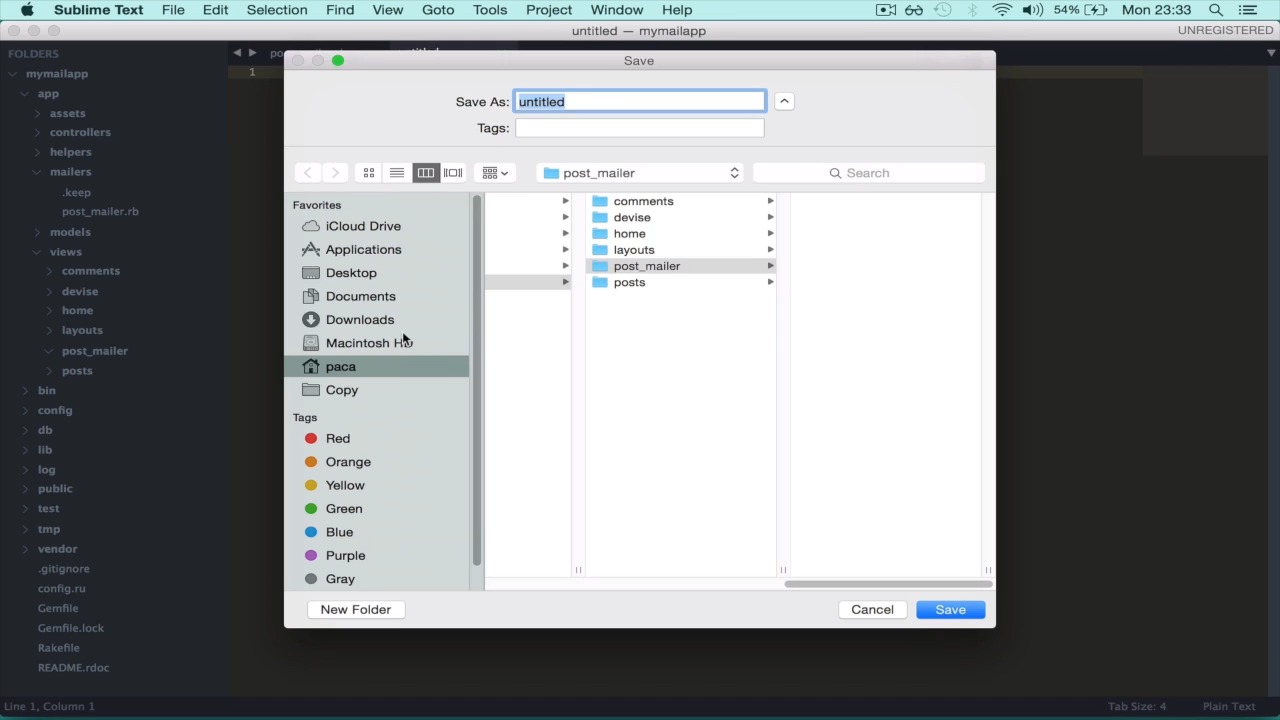 Sublime Text File Edit Selection Find View Goto Tools Project Window Help 54% Mon 23:33
untitled — mymailapp UNREGISTERED
FOLDERS
mymailapp
app
assets
controllers
helpers
mailers
.keep
post_mailer.rb
models
views
comments
devise
home
layouts
post_mailer
posts
bin
config
db
lib
log
public
test
tmp
vendor
.gitignore
config.ru
Gemfile
Gemfile.lock
Rakefile
README.rdoc
1
Save
Save As: untitled
Tags:
post_mailer
Search
Favorites
iCloud Drive
Applications
Desktop
Documents
Downloads
Macintosh
paca
Copy
Tags
Red
Orange
Yellow
Green
Blue
Purple
Gray
comments
devise
home
layouts
post_mailer
posts
New Folder Cancel Save
Line 1, Column 1 Tab Size: 4 Plain Text